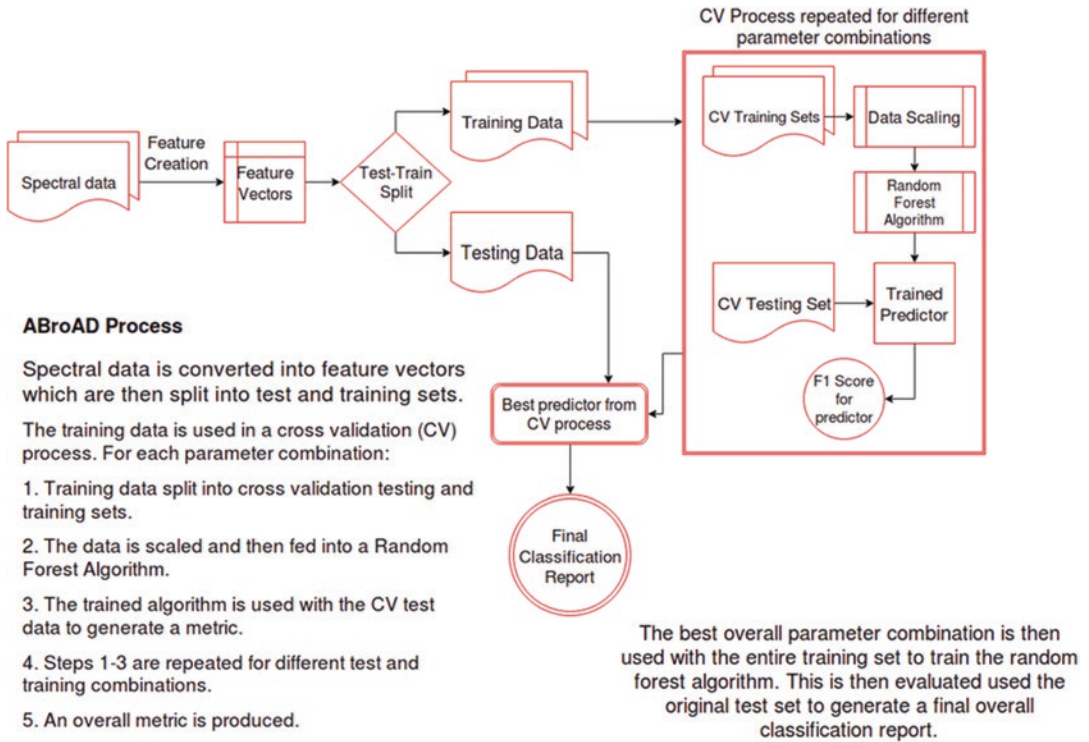 CV Process repeated for different
parameter combinations
Spectral data
Feature
Creation
Feature
Vectors
Test-Train
Split
Training Data
Testing Data
CV Training Sets
Data Scaling
Random
Forest
Algorithm
CV Testing Set
Trained
Predictor
F1 Score
for
predictor
Best predictor from
CV process
Final
Classification
Report
ABroAD Process
Spectral data is converted into feature vectors
which are then split into test and training sets.
The training data is used in a cross validation (CV)
process. For each parameter combination:
1. Training data split into cross validation testing and
training sets.
2. The data is scaled and then fed into a Random
Forest Algorithm.
3. The trained algorithm is used with the CV test
data to generate a metric.
4. Steps 1-3 are repeated for different test and
training combinations.
5. An overall metric is produced.
The best overall parameter combination is then
used with the entire training set to train the random
forest algorithm. This is then evaluated used the
original test set to generate a final overall
classification report.